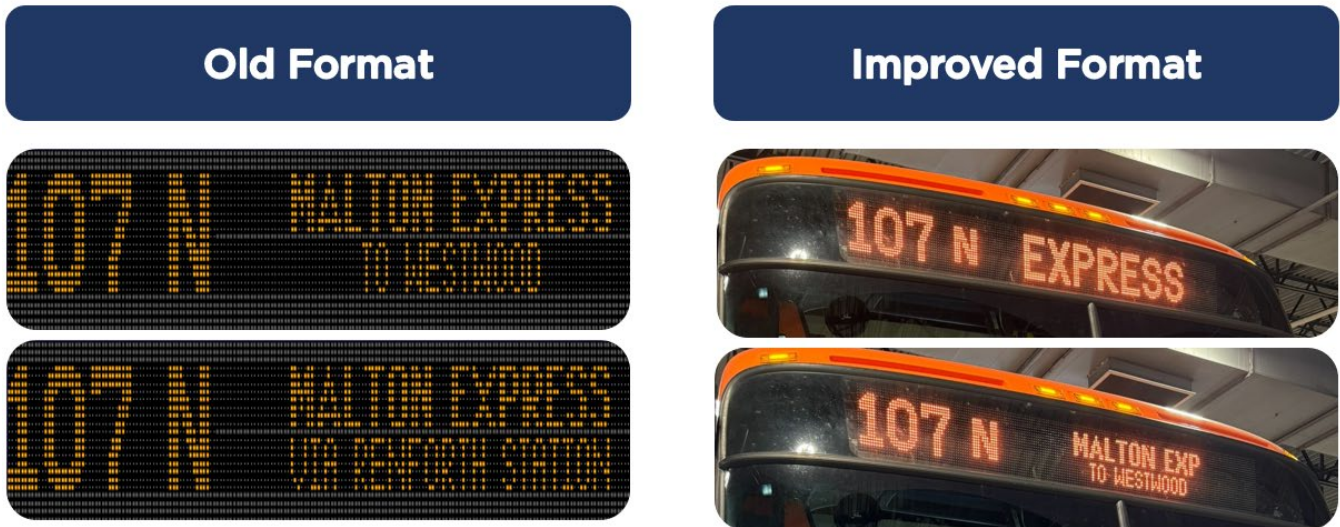 Old Format
Improved Format
107 N
MALTON EXPRESS
TO WESTWOOD
107 N
MALTON EXPRESS
VIA RENFORTH STATION
107 N EXPRESS
107 N
MALTON EXP
TO WESTWOOD